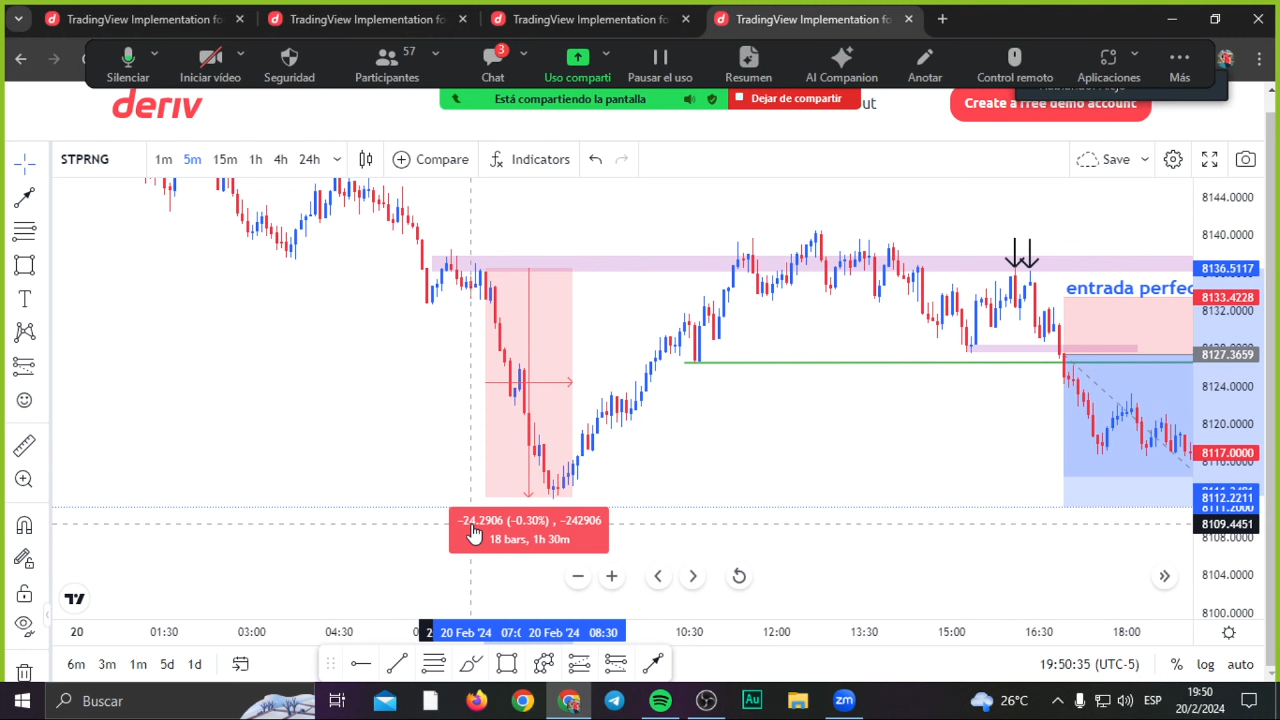 TradingView Implementation fo
TradingView Implementation fo
TradingView Implementation fo
TradingView Implementation fo
57
3
Silenciar
Iniciar vídeo
Seguridad
Participantes
Chat
Uso comparti
Pausar el uso
Resumen
AI Companion
Anotar
Control remoto
Aplicaciones
Más
deriv
Está compartiendo la pantalla
Dejar de compartir
out
Create a free demo account
STPRNG
1m 5m 15m 1h 4h 24h
Compare
Indicators
Save
8144.0000
8140.0000
8136.5117
entrada perfec
8133.4228
8132.0000
8127.3659
8124.0000
8120.0000
8117.0000
8112.2211
8111.2000
8109.4451
8108.0000
8104.0000
8100.0000
−24.2906 (−0.30%) , −242906
18 bars, 1h 30m
20 01:30 03:00 04:30 20 Feb '24 07:0 20 Feb '24 08:30 10:30 12:00 13:30 15:00 16:30 18:00
6m 3m 1m 5d 1d
19:50:35 (UTC-5)
% log auto
Buscar
Au
zm
26°C
ESP
19:50
20/2/2024